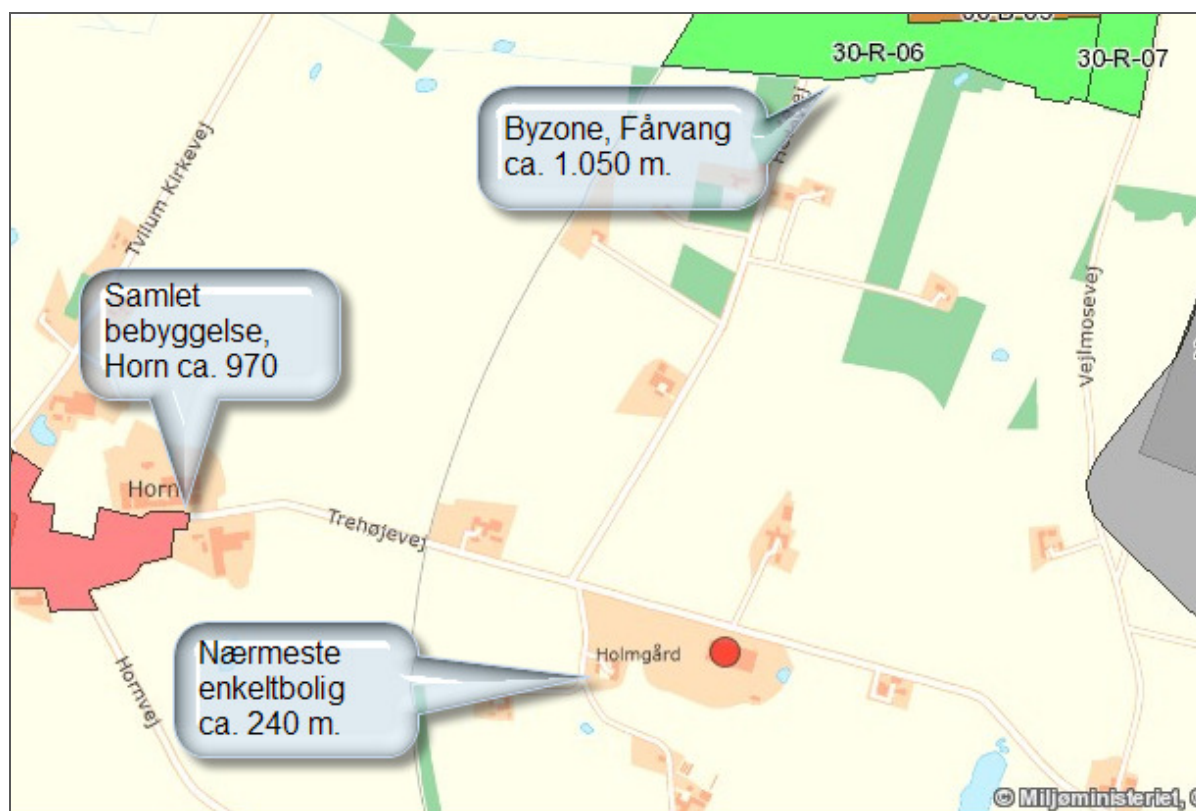 30-R-06
30-R-07
Byzone, Fårvang
ca. 1.050 m.
Tvilum Kirkevej
Samlet
bebyggelse,
Horn ca. 970
Vejlmosevej
Horn
Trehøjevej
Nærmeste
enkeltbolig
ca. 240 m.
Holmgård
Hornvej
© Miljøministeriet,